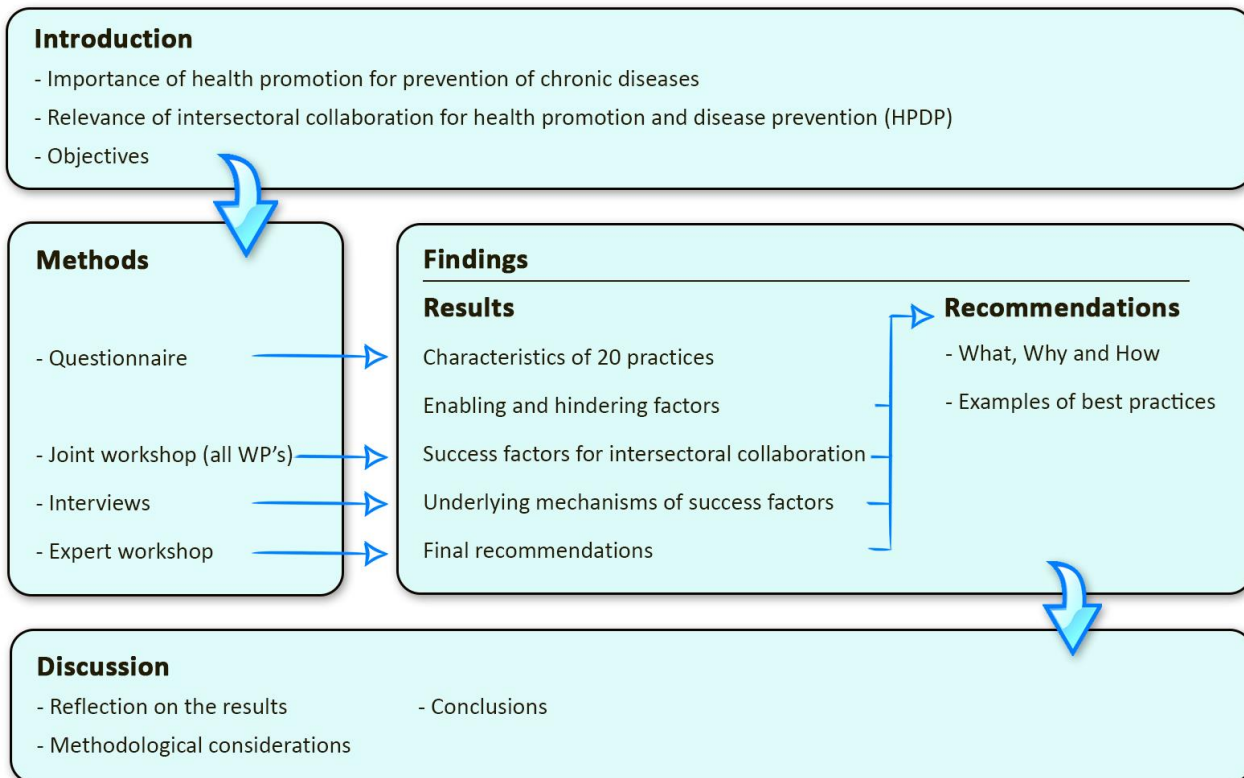 Introduction
- Importance of health promotion for prevention of chronic diseases
- Relevance of intersectoral collaboration for health promotion and disease prevention (HPDP)
- Objectives
Methods
- Questionnaire
- Joint workshop (all WP's)
- Interviews
- Expert workshop
Findings
Results
Characteristics of 20 practices
Enabling and hindering factors
Success factors for intersectoral collaboration
Underlying mechanisms of success factors
Final recommendations
Recommendations
- What, Why and How
- Examples of best practices
Discussion
- Reflection on the results
- Methodological considerations
- Conclusions